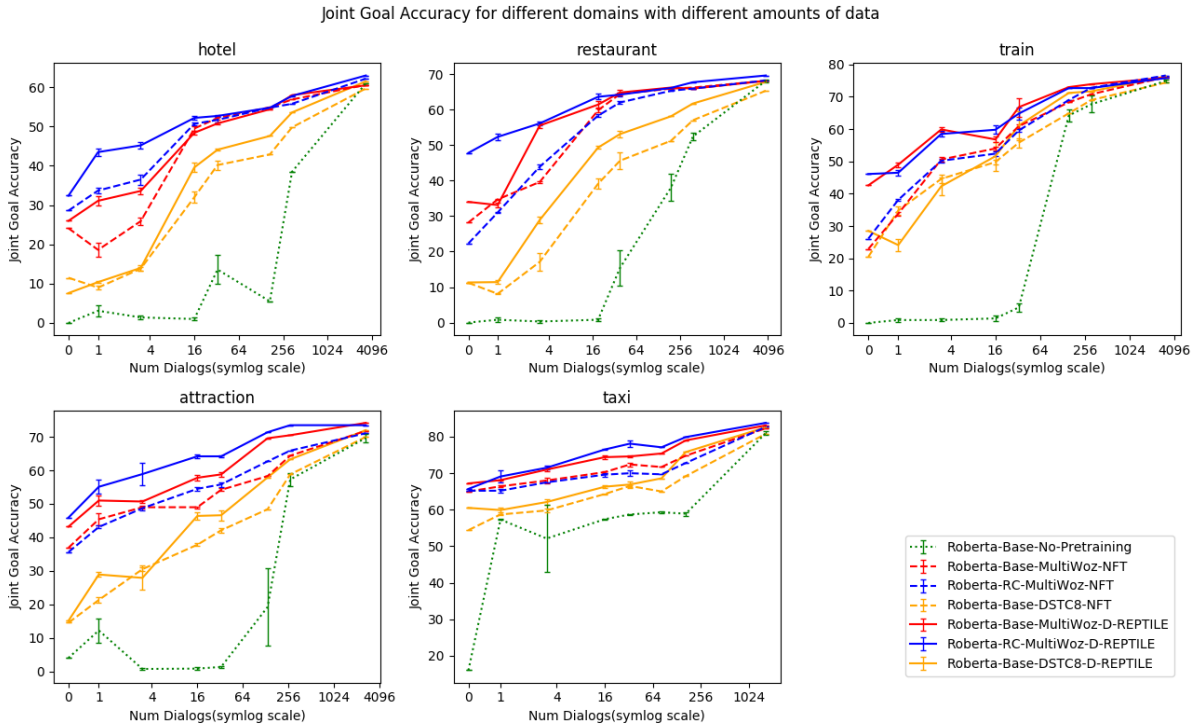 Joint Goal Accuracy for different domains with different amounts of data
hotel
Joint Goal Accuracy
60
50
40
30
20
10
0
0 1 4 16 64 256 1024 4096
Num Dialogs(symlog scale)
restaurant
Joint Goal Accuracy
70
60
50
40
30
20
10
0
0 1 4 16 64 256 1024 4096
Num Dialogs(symlog scale)
train
Joint Goal Accuracy
80
70
60
50
40
30
20
10
0
0 1 4 16 64 256 1024 4096
Num Dialogs(symlog scale)
attraction
Joint Goal Accuracy
70
60
50
40
30
20
10
0
0 1 4 16 64 256 1024 4096
Num Dialogs(symlog scale)
taxi
Joint Goal Accuracy
80
70
60
50
40
30
20
0 1 4 16 64 256 1024
Num Dialogs(symlog scale)
Roberta-Base-No-Pretraining
Roberta-Base-MultiWoz-NFT
Roberta-RC-MultiWoz-NFT
Roberta-Base-DSTC8-NFT
Roberta-Base-MultiWoz-D-REPTILE
Roberta-RC-MultiWoz-D-REPTILE
Roberta-Base-DSTC8-D-REPTILE